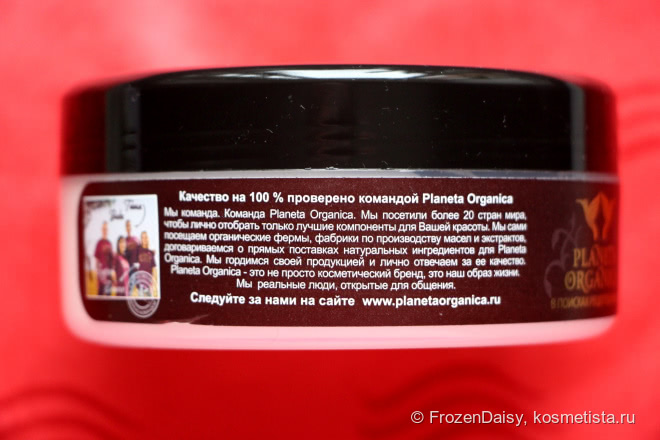 Качество на 100 % проверено командой Planeta Organica
Мы команда. Команда Planeta Organica. Мы посетили более 20 стран мира,
чтобы лично отобрать только лучшие компоненты для Вашей красоты. Мы сами
посещаем органические фермы, фабрики по производству масел и экстрактов,
договариваемся о прямых поставках натуральных ингредиентов для Planeta
Organica. Мы гордимся своей продукцией и лично отвечаем за ее качество.
Planeta Organica - это не просто косметический бренд, это наш образ жизни.
Мы реальные люди, открытые для общения.
Следуйте за нами на сайте www.planetaorganica.ru
PLAN
ORGAN
В ПОИСКАХ
© FrozenDaisy, kosmetista.ru